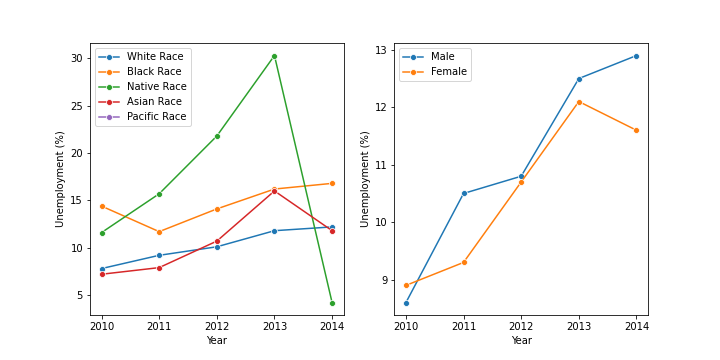 White Race
Black Race
Native Race
Asian Race
Pacific Race
30
25
20
15
10
5
Unemployment (%)
2010 2011 2012 2013 2014
Year
Male
Female
13
12
11
10
9
Unemployment (%)
2010 2011 2012 2013 2014
Year